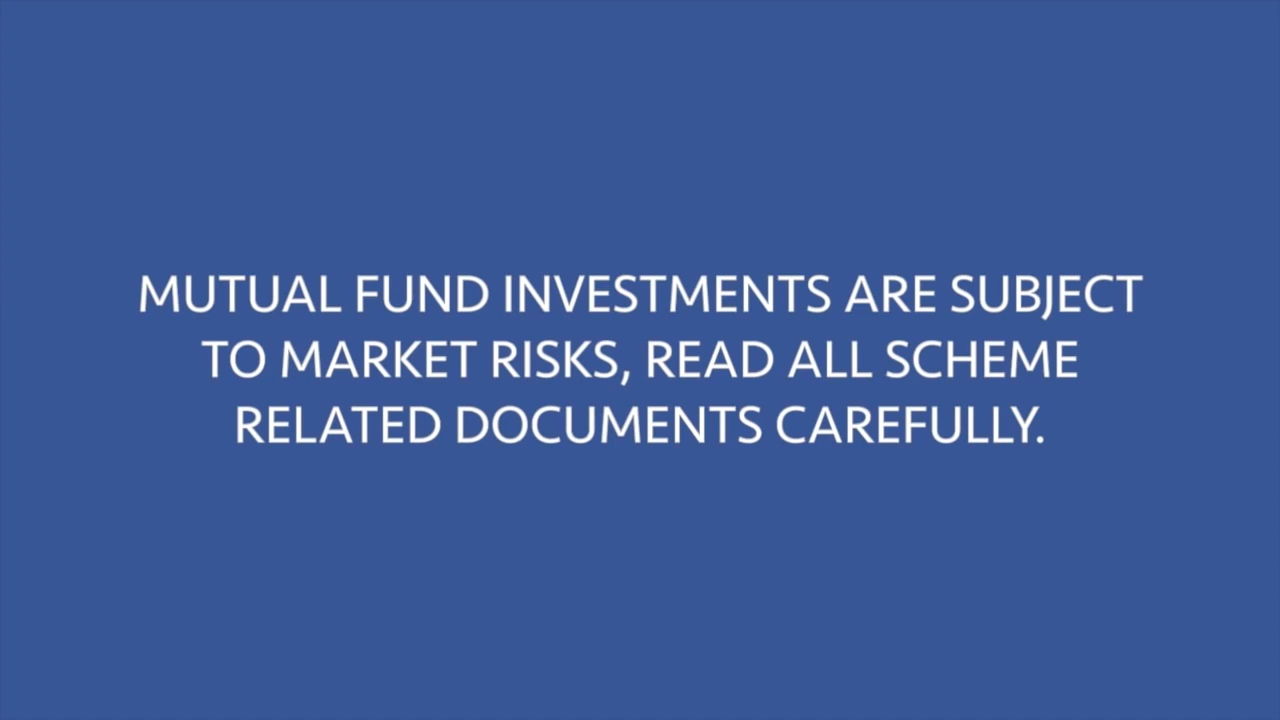 MUTUAL FUND INVESTMENTS ARE SUBJECT
TO MARKET RISKS, READ ALL SCHEME
RELATED DOCUMENTS CAREFULLY.